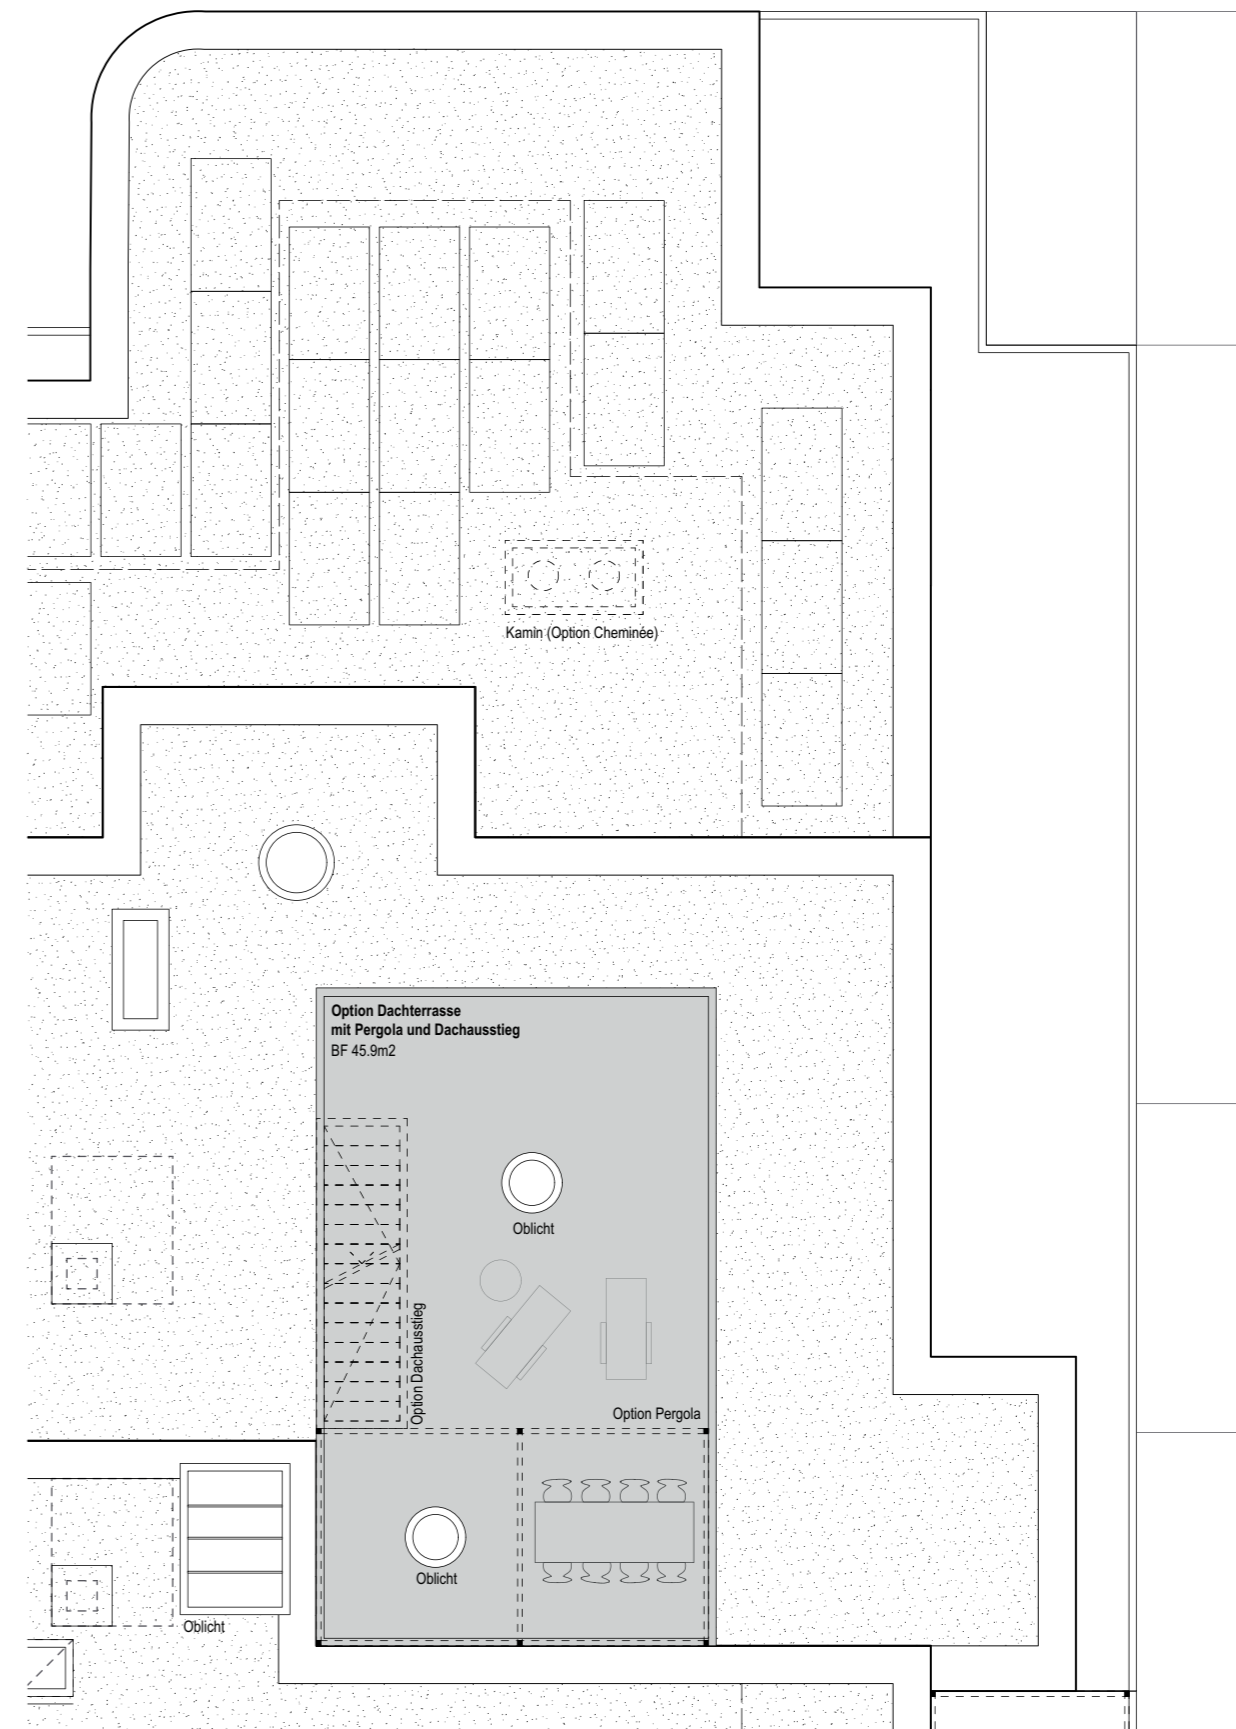 Kamin (Option Cheminée)
Option Dachterrasse
mit Pergola und Dachausstieg
BF 45.9m2
Oblicht
Option Dachausstieg
Option Pergola
Oblicht
Oblicht